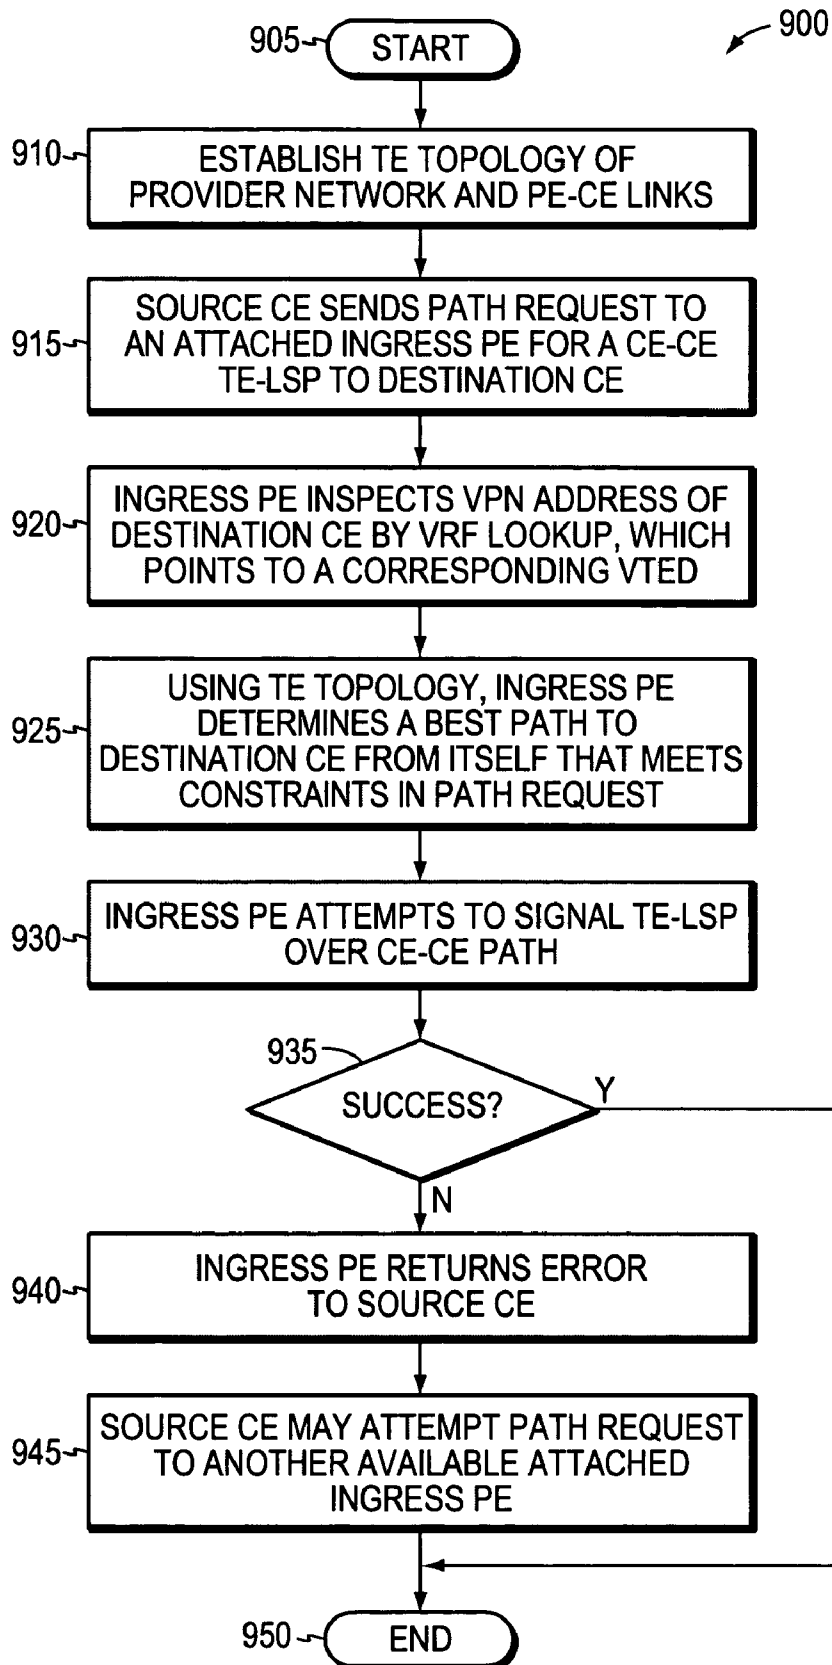 900
905
START
910
ESTABLISH TE TOPOLOGY OF
PROVIDER NETWORK AND PE-CE LINKS
915
SOURCE CE SENDS PATH REQUEST TO
AN ATTACHED INGRESS PE FOR A CE-CE
TE-LSP TO DESTINATION CE
920
INGRESS PE INSPECTS VPN ADDRESS OF
DESTINATION CE BY VRF LOOKUP, WHICH
POINTS TO A CORRESPONDING VTED
925
USING TE TOPOLOGY, INGRESS PE
DETERMINES A BEST PATH TO
DESTINATION CE FROM ITSELF THAT MEETS
CONSTRAINTS IN PATH REQUEST
930
INGRESS PE ATTEMPTS TO SIGNAL TE-LSP
OVER CE-CE PATH
935
SUCCESS?
Y
N
940
INGRESS PE RETURNS ERROR
TO SOURCE CE
945
SOURCE CE MAY ATTEMPT PATH REQUEST
TO ANOTHER AVAILABLE ATTACHED
INGRESS PE
950
END